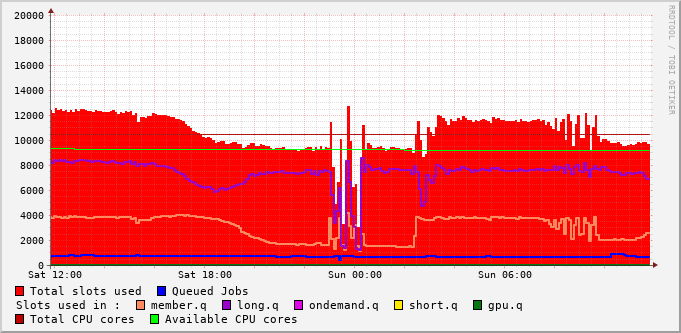 20000
18000
16000
14000
12000
10000
8000
6000
4000
2000
0
Sat 12:00 Sat 18:00 Sun 00:00 Sun 06:00
RRDTOOL / TOBI OETIKER
Total slots used Queued Jobs
Slots used in : member.q long.q ondemand.q short.q gpu.q
Total CPU cores Available CPU cores